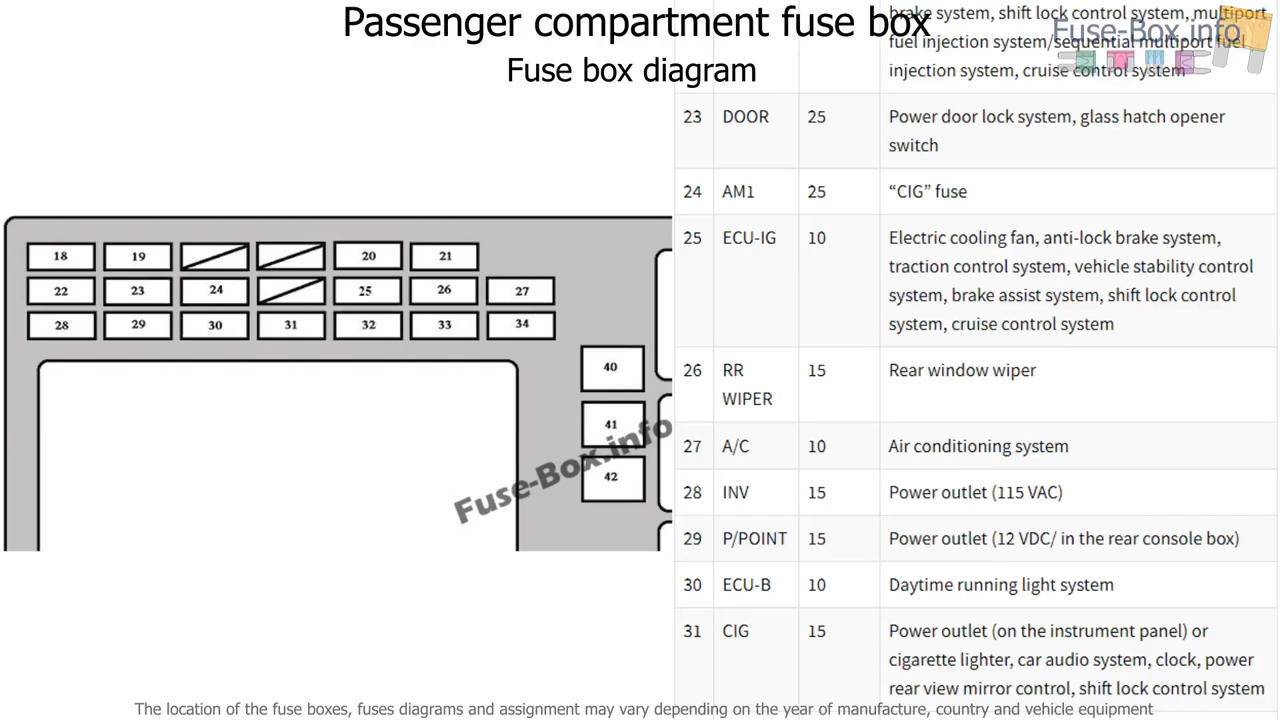 Passenger compartment fuse box
Fuse box diagram
Fuse-Box.info
brake system, shift lock control system, multiport
fuel injection system/sequential multiport fuel
injection system, cruise control system
23 DOOR 25 Power door lock system, glass hatch opener
switch
24 AM1 25 “CIG” fuse
25 ECU-IG 10 Electric cooling fan, anti-lock brake system,
traction control system, vehicle stability control
system, brake assist system, shift lock control
system, cruise control system
26 RR 15 Rear window wiper
WIPER
27 A/C 10 Air conditioning system
28 INV 15 Power outlet (115 VAC)
29 P/POINT 15 Power outlet (12 VDC/ in the rear console box)
30 ECU-B 10 Daytime running light system
31 CIG 15 Power outlet (on the instrument panel) or
cigarette lighter, car audio system, clock, power
rear view mirror control, shift lock control system
18 19 20 21
22 23 24 25 26 27
28 29 30 31 32 33 34
40
41
42
Fuse-Box.info
The location of the fuse boxes, fuses diagrams and assignment may vary depending on the year of manufacture, country and vehicle equipment